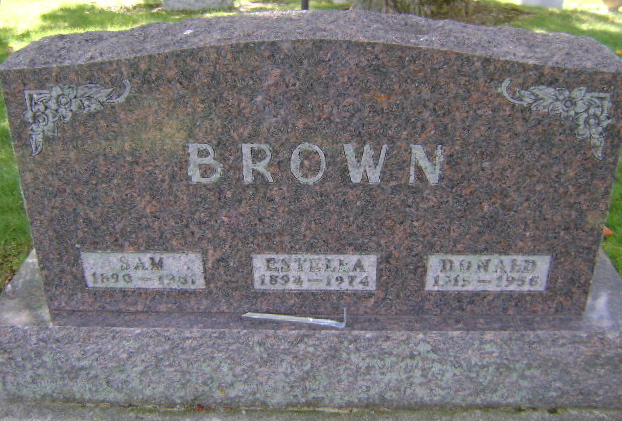 BROWN
SAM
ESTELLA
1894-1974
DONALD